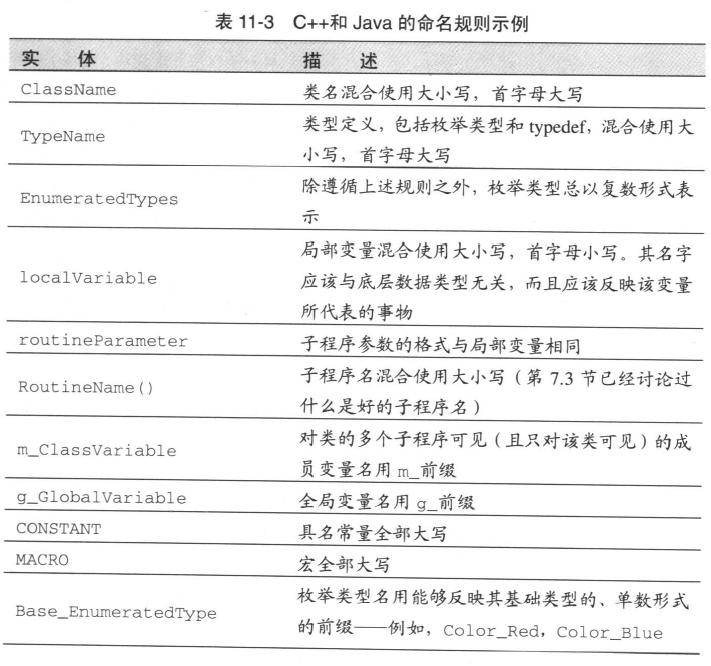 表 11-3 C++和 Java 的命名规则示例
实 体 描 述
ClassName 类名混合使用大小写，首字母大写
TypeName 类型定义，包括枚举类型和 typedef，混合使用大
小写，首字母大写
EnumeratedTypes 除遵循上述规则之外，枚举类型总以复数形式表
示
localVariable 局部变量混合使用大小写，首字母小写。其名字
应该与底层数据类型无关，而且应该反映该变量
所代表的事物
routineParameter 子程序参数的格式与局部变量相同
RoutineName() 子程序名混合使用大小写（第 7.3 节已经讨论过
什么是好的子程序名）
m_ClassVariable 对类的多个子程序可见（且只对该类可见）的成
员变量名用 m_前缀
g_GlobalVariable 全局变量名用 g_前缀
CONSTANT 具名常量全部大写
MACRO 宏全部大写
Base_EnumeratedType 枚举类型名用能够反映其基础类型的、单数形式
的前缀——例如，Color_Red，Color_Blue